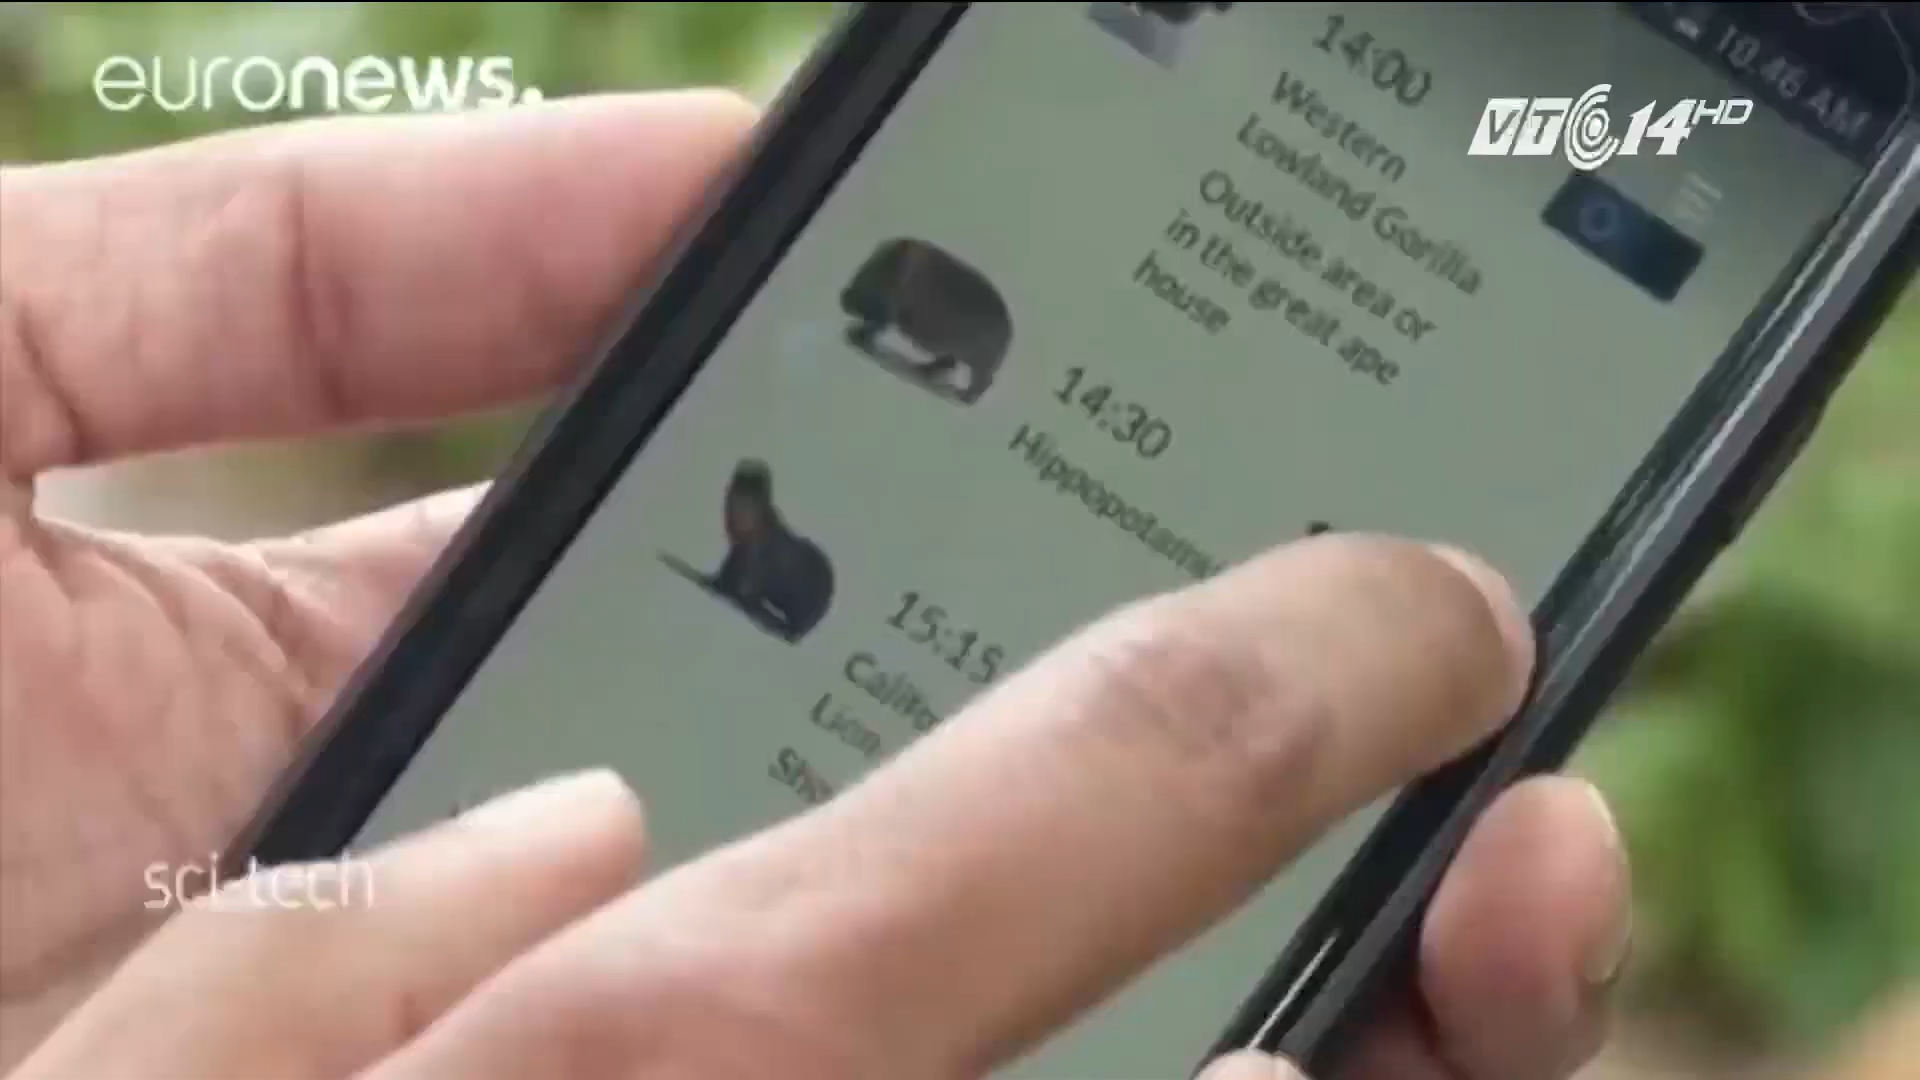 euronews.
VTC14HD
10:46 AM
14:00
Western
Lowland Gorilla
Outside area or
in the great ape
house
14:30
15:15
Lion
sci-tech